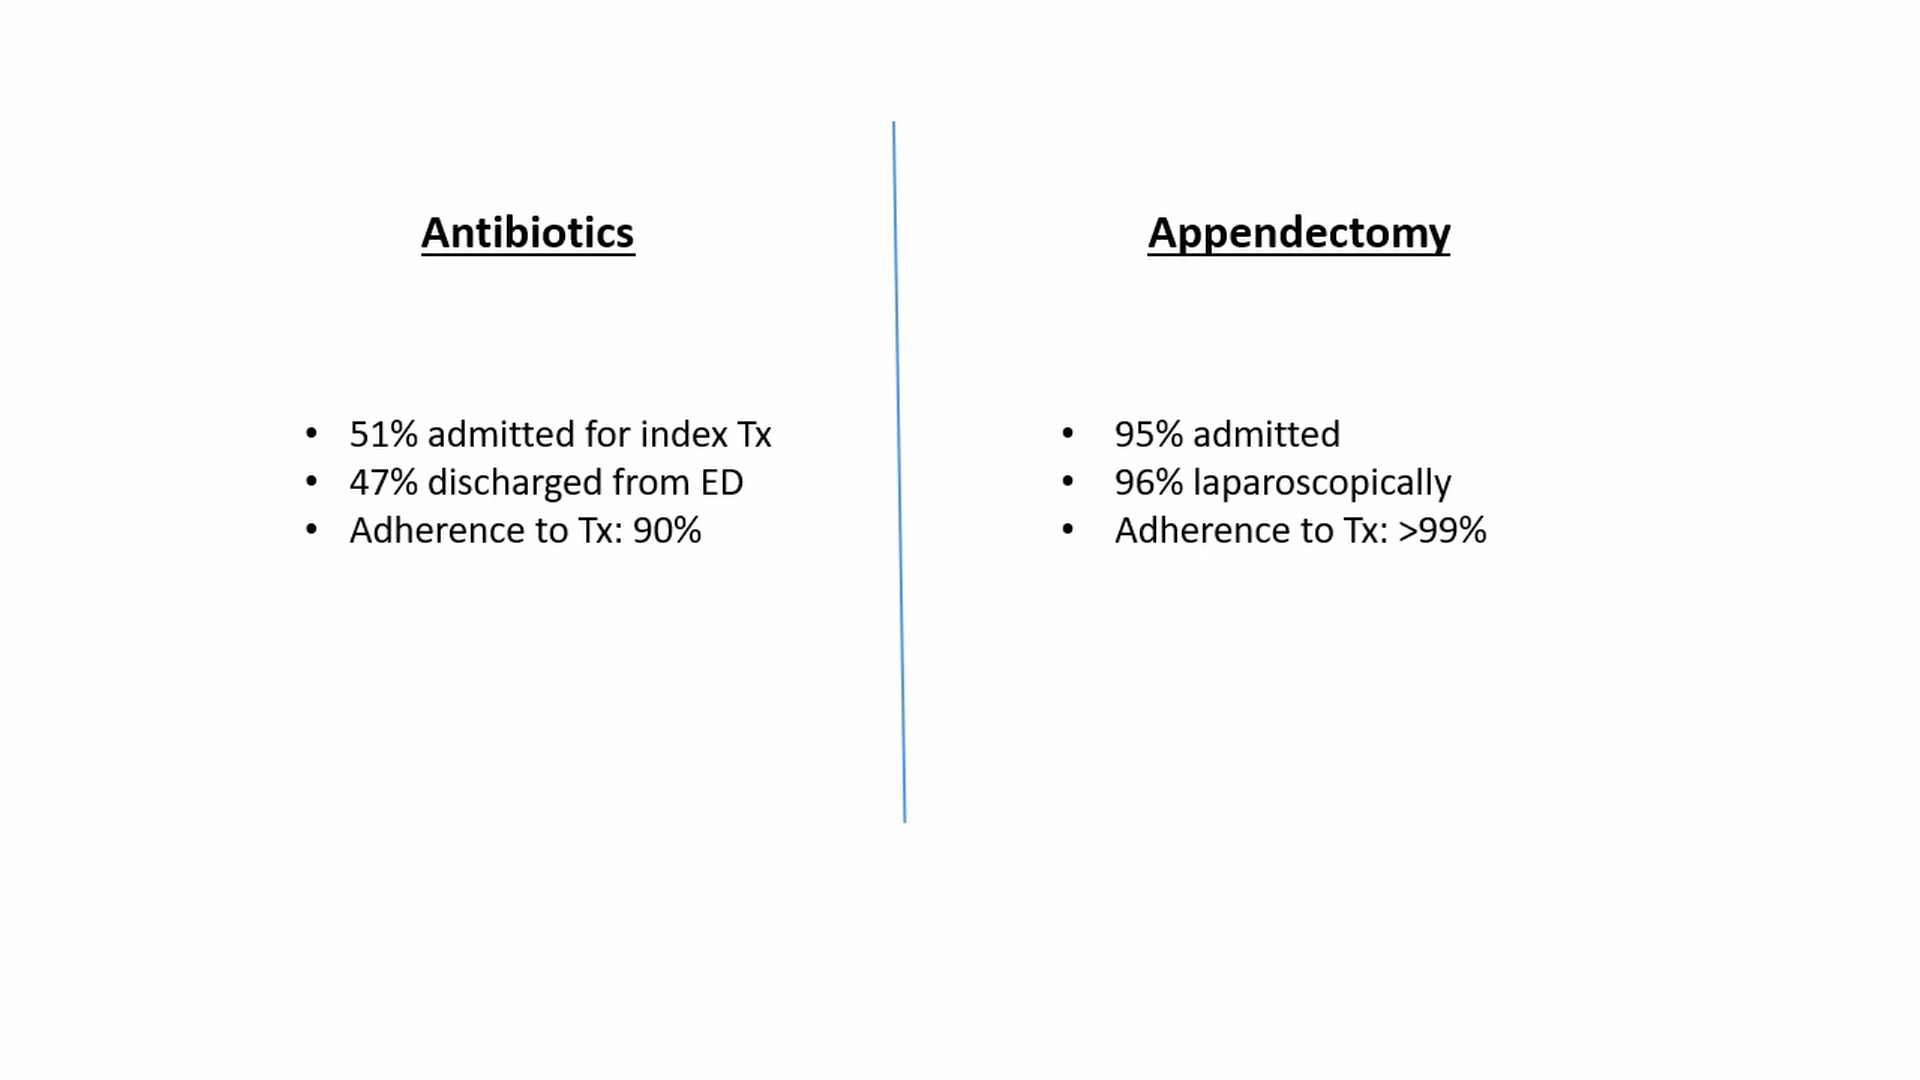 Antibiotics
• 51% admitted for index Tx
• 47% discharged from ED
• Adherence to Tx: 90%
Appendectomy
• 95% admitted
• 96% laparoscopically
• Adherence to Tx: >99%